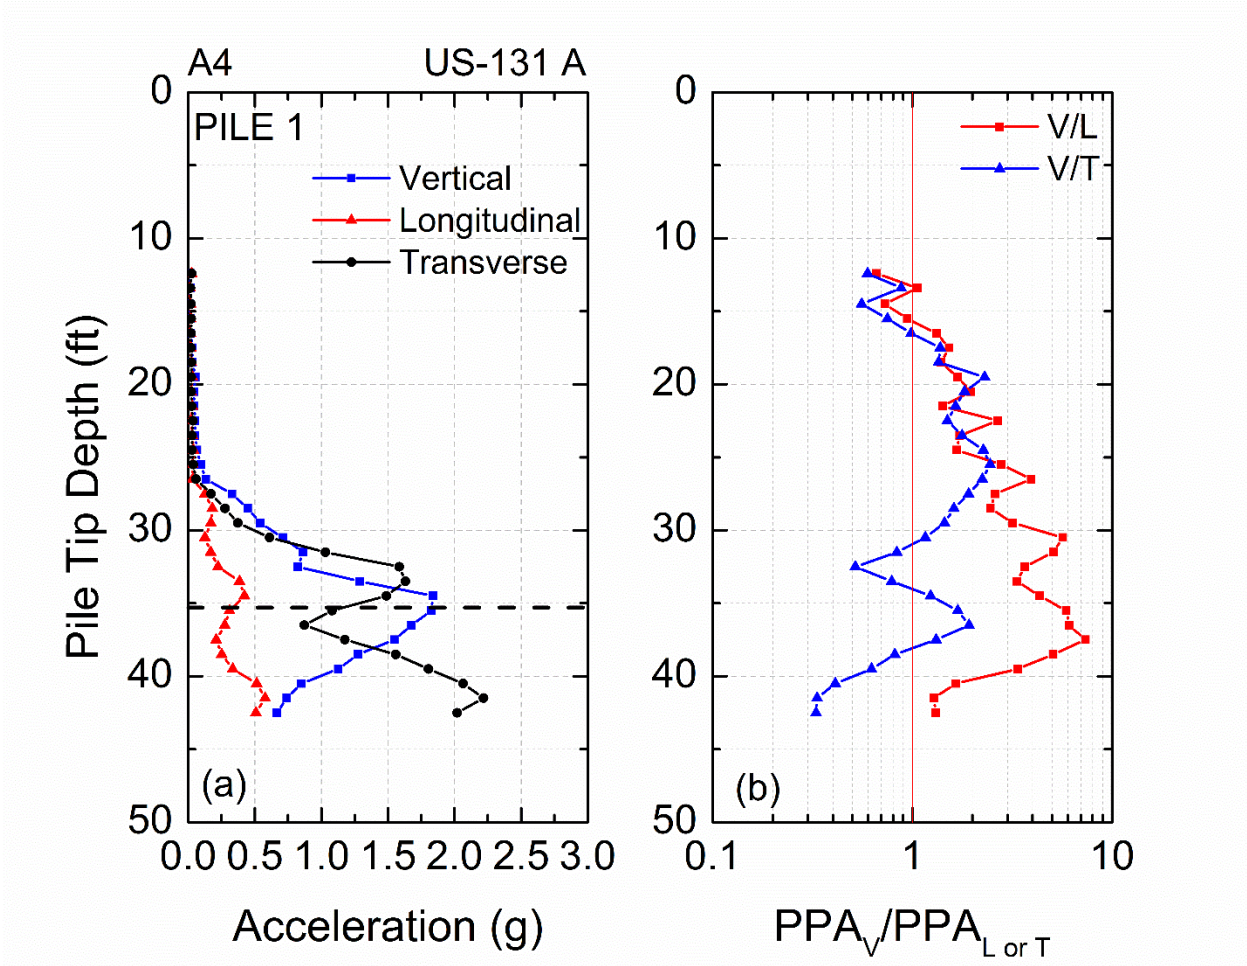 A4 US-131 A
PILE 1
Vertical
Longitudinal
Transverse
0
10
20
30
40
50
Pile Tip Depth (ft)
(a)
0.0 0.5 1.0 1.5 2.0 2.5 3.0
Acceleration (g)
V/L
V/T
0
10
20
30
40
50
(b)
0.1 1 10
PPAV/PPAL or T